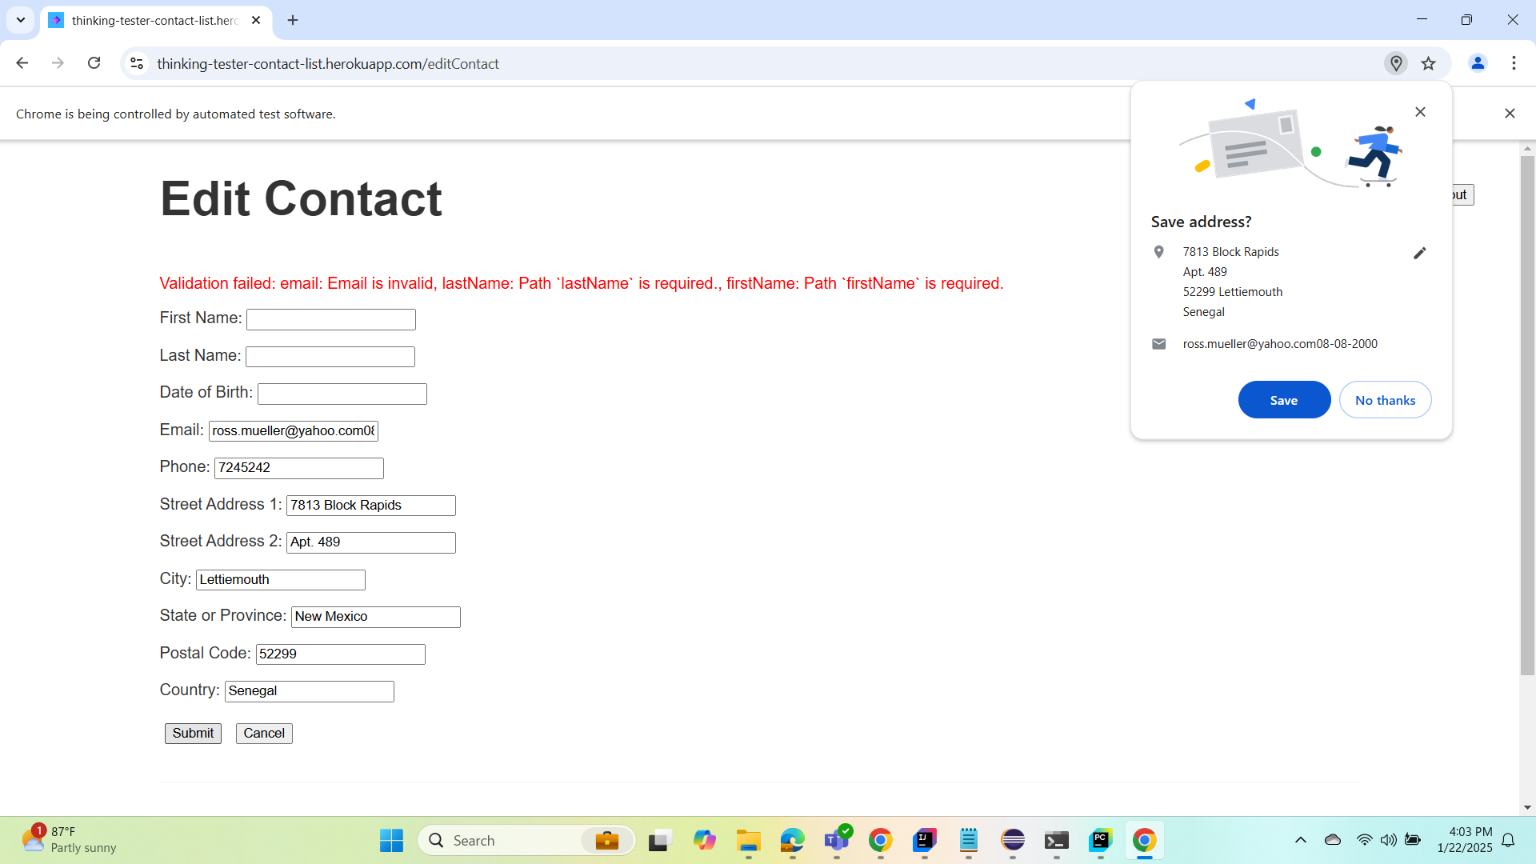 thinking-tester-contact-list.herc
thinking-tester-contact-list.herokuapp.com/editContact
Chrome is being controlled by automated test software.
Edit Contact
out
Validation failed: email: Email is invalid, lastName: Path `lastName` is required., firstName: Path `firstName` is required.
First Name:
Last Name:
Date of Birth:
Email: ross.mueller@yahoo.com08
Phone: 7245242
Street Address 1: 7813 Block Rapids
Street Address 2: Apt. 489
City: Lettiemouth
State or Province: New Mexico
Postal Code: 52299
Country: Senegal
Submit Cancel
Save address?
7813 Block Rapids
Apt. 489
52299 Lettiemouth
Senegal
ross.mueller@yahoo.com08-08-2000
Save No thanks
1
87°F
Partly sunny
Search
4:03 PM
1/22/2025